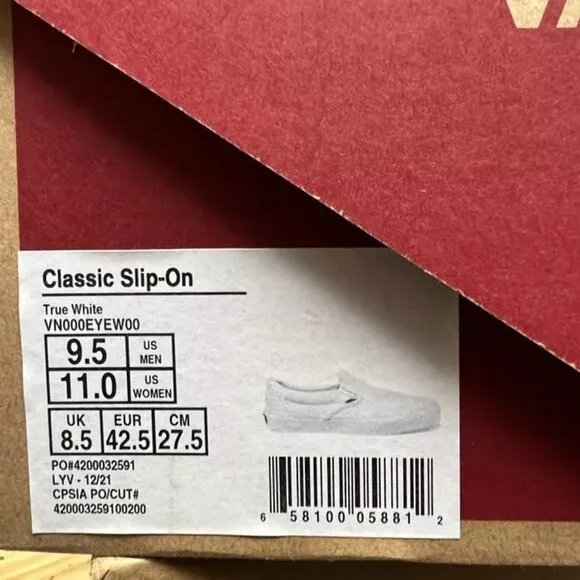 VA
Classic Slip-On
True White
VN000EYEW00
9.5 US MEN
11.0 US WOMEN
UK EUR CM
8.5 42.5 27.5
PO#4200032591
LYV - 12/21
CPSIA PO/CUT#
420003259100200
6 58100 05881 2